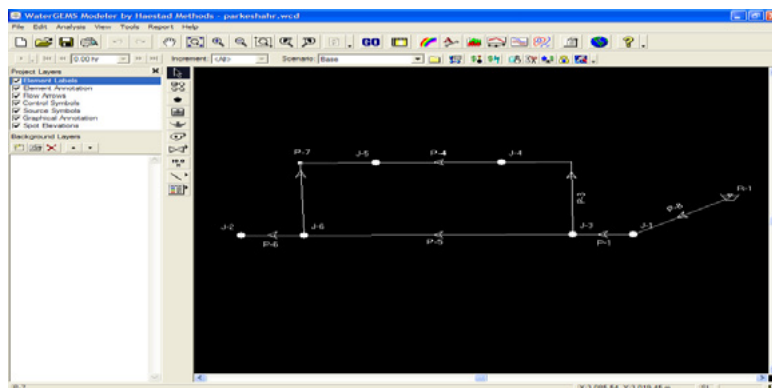 WaterGEMS Modeler by Haestad Methods - parkeshahr.wcd
File Edit Analysis View Tools Report Help
GO
0.00 hr Increment: <All> Scenario: Base
Project Layers
Element Labels
Element Annotation
Flow Arrows
Control Symbols
Source Symbols
Graphical Annotation
Spot Elevations
Background Layers
P-7 J-5 P-4 J-4
P-3 P-8 R-1
J-2 P-6 J-6 P-5 J-3 P-1 J-1